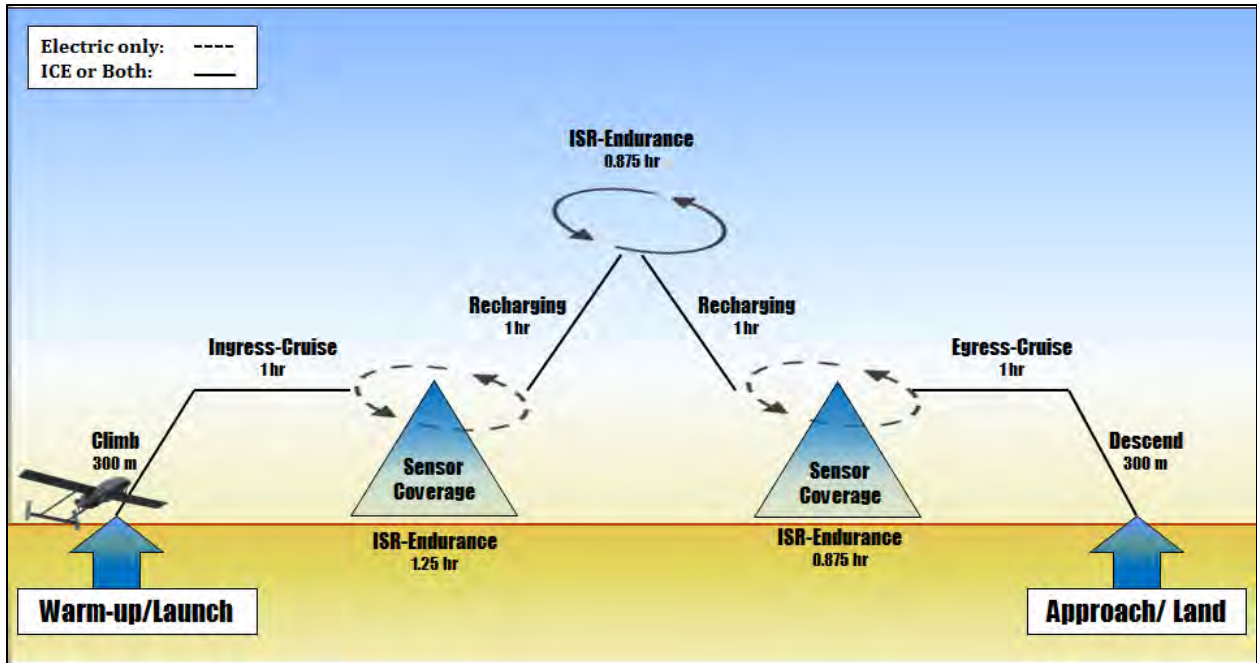 Electric only:
ICE or Both:
ISR-Endurance
0.875 hr
Recharging
1 hr
Recharging
1 hr
Ingress-Cruise
1 hr
Egress-Cruise
1 hr
Climb
300 m
Descend
300 m
Sensor
Coverage
Sensor
Coverage
ISR-Endurance
1.25 hr
ISR-Endurance
0.875 hr
Warm-up/Launch
Approach/ Land